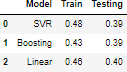 Model Train Testing
0 SVR 0.48 0.39
1 Boosting 0.43 0.39
2 Linear 0.46 0.40